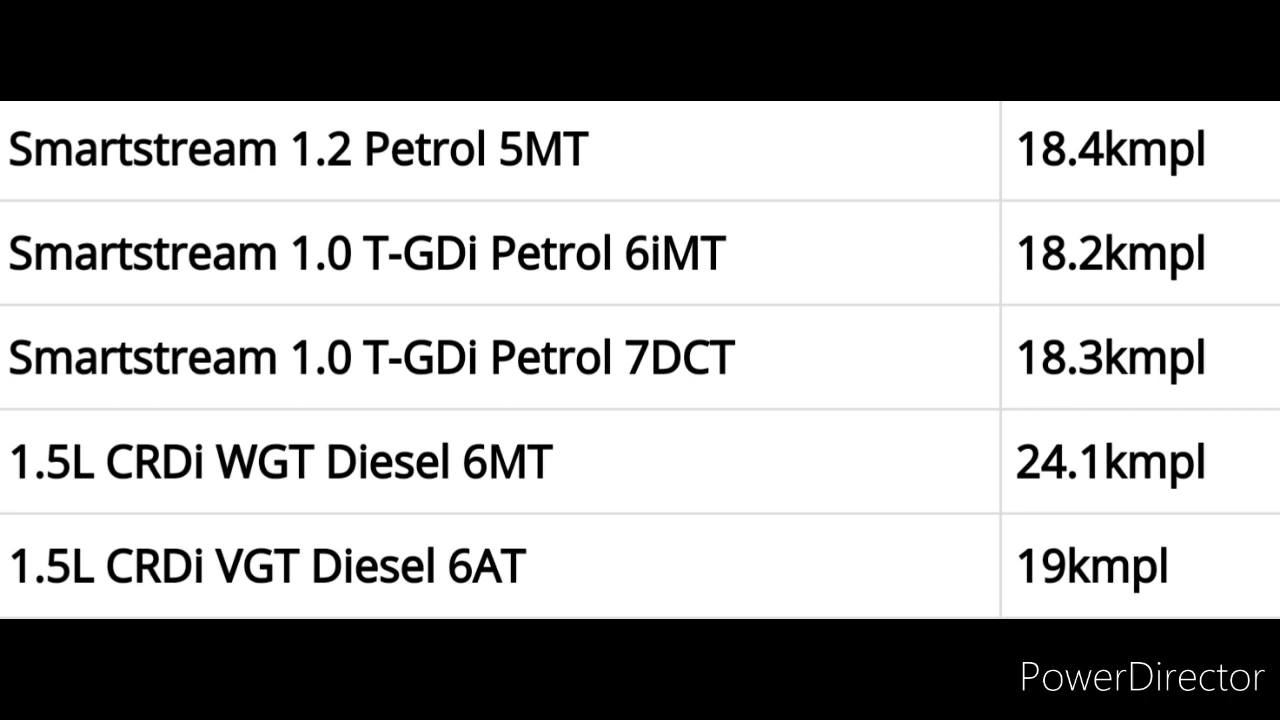 Smartstream 1.2 Petrol 5MT 18.4kmpl
Smartstream 1.0 T-GDi Petrol 6iMT 18.2kmpl
Smartstream 1.0 T-GDi Petrol 7DCT 18.3kmpl
1.5L CRDi WGT Diesel 6MT 24.1kmpl
1.5L CRDi VGT Diesel 6AT 19kmpl
PowerDirector